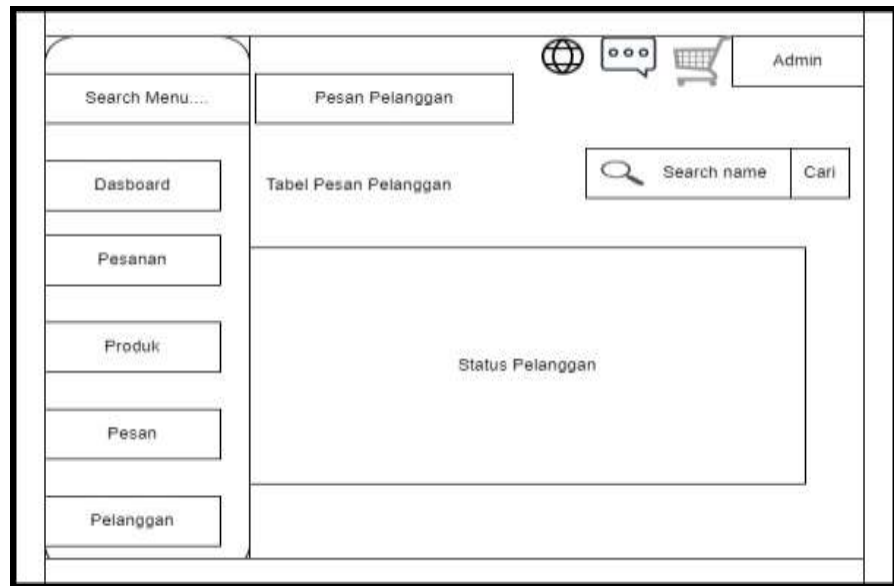 Admin
Search Menu....
Pesan Pelanggan
Dasboard
Tabel Pesan Pelanggan
Search name
Cari
Pesanan
Produk
Status Pelanggan
Pesan
Pelanggan